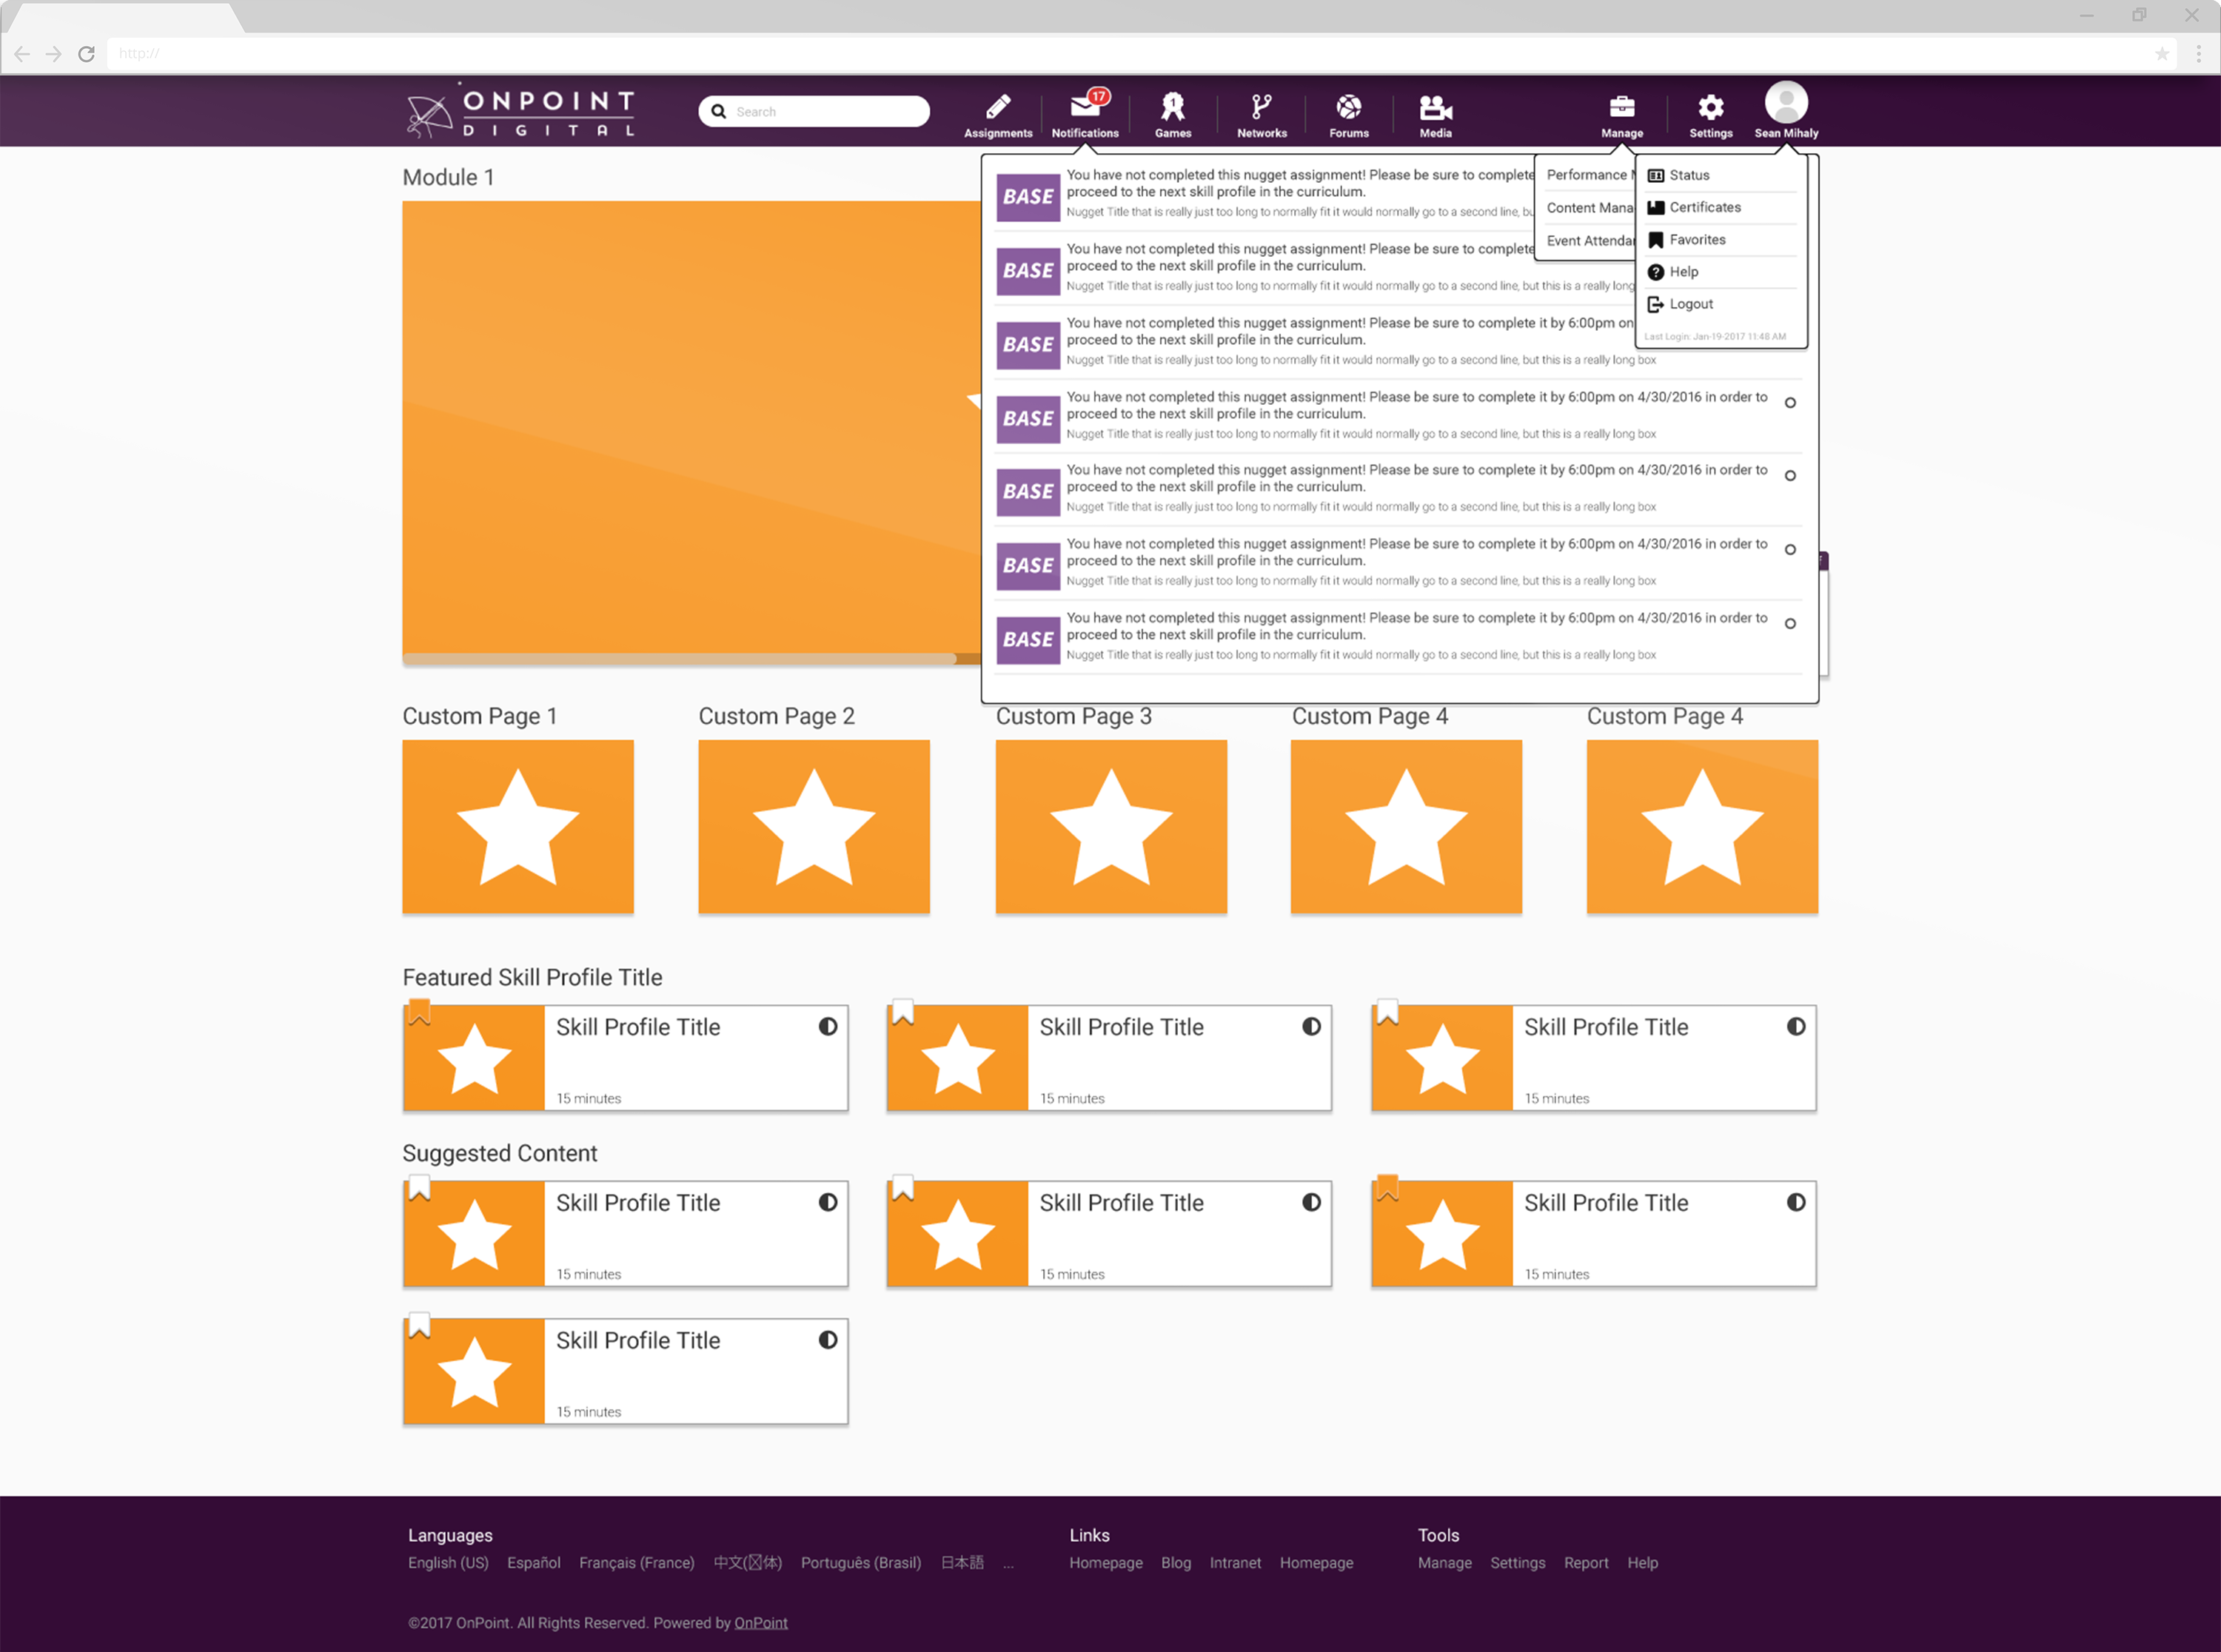 http://
ONPOINT
DIGITAL
Search
Assignments
17
Notifications
1
Games
Networks
Forums
Media
Manage
Settings
Sean Mihaly
Module 1
BASE
You have not completed this nugget assignment! Please be sure to complete
proceed to the next skill profile in the curriculum.
Nugget Title that is really just too long to normally fit it would normally go to a second line, bu
BASE
You have not completed this nugget assignment! Please be sure to complete
proceed to the next skill profile in the curriculum.
Nugget Title that is really just too long to normally fit it would normally go to a second line, but this is a really long
BASE
You have not completed this nugget assignment! Please be sure to complete it by 6:00pm on
proceed to the next skill profile in the curriculum.
Nugget Title that is really just too long to normally fit it would normally go to a second line, but this is a really long box
BASE
You have not completed this nugget assignment! Please be sure to complete it by 6:00pm on 4/30/2016 in order to
proceed to the next skill profile in the curriculum.
Nugget Title that is really just too long to normally fit it would normally go to a second line, but this is a really long box
BASE
You have not completed this nugget assignment! Please be sure to complete it by 6:00pm on 4/30/2016 in order to
proceed to the next skill profile in the curriculum.
Nugget Title that is really just too long to normally fit it would normally go to a second line, but this is a really long box
BASE
You have not completed this nugget assignment! Please be sure to complete it by 6:00pm on 4/30/2016 in order to
proceed to the next skill profile in the curriculum.
Nugget Title that is really just too long to normally fit it would normally go to a second line, but this is a really long box
BASE
You have not completed this nugget assignment! Please be sure to complete it by 6:00pm on 4/30/2016 in order to
proceed to the next skill profile in the curriculum.
Nugget Title that is really just too long to normally fit it would normally go to a second line, but this is a really long box
Performance
Content Mana
Event Attenda
Status
Certificates
Favorites
Help
Logout
Last Login: Jan-19-2017 11:48 AM
Custom Page 1
Custom Page 2
Custom Page 3
Custom Page 4
Custom Page 4
Featured Skill Profile Title
Skill Profile Title
15 minutes
Skill Profile Title
15 minutes
Skill Profile Title
15 minutes
Suggested Content
Skill Profile Title
15 minutes
Skill Profile Title
15 minutes
Skill Profile Title
15 minutes
Skill Profile Title
15 minutes
Languages
English (US) Español Français (France) 中文(体) Português (Brasil) 日本語 ...
Links
Homepage Blog Intranet Homepage
Tools
Manage Settings Report Help
©2017 OnPoint. All Rights Reserved. Powered by OnPoint